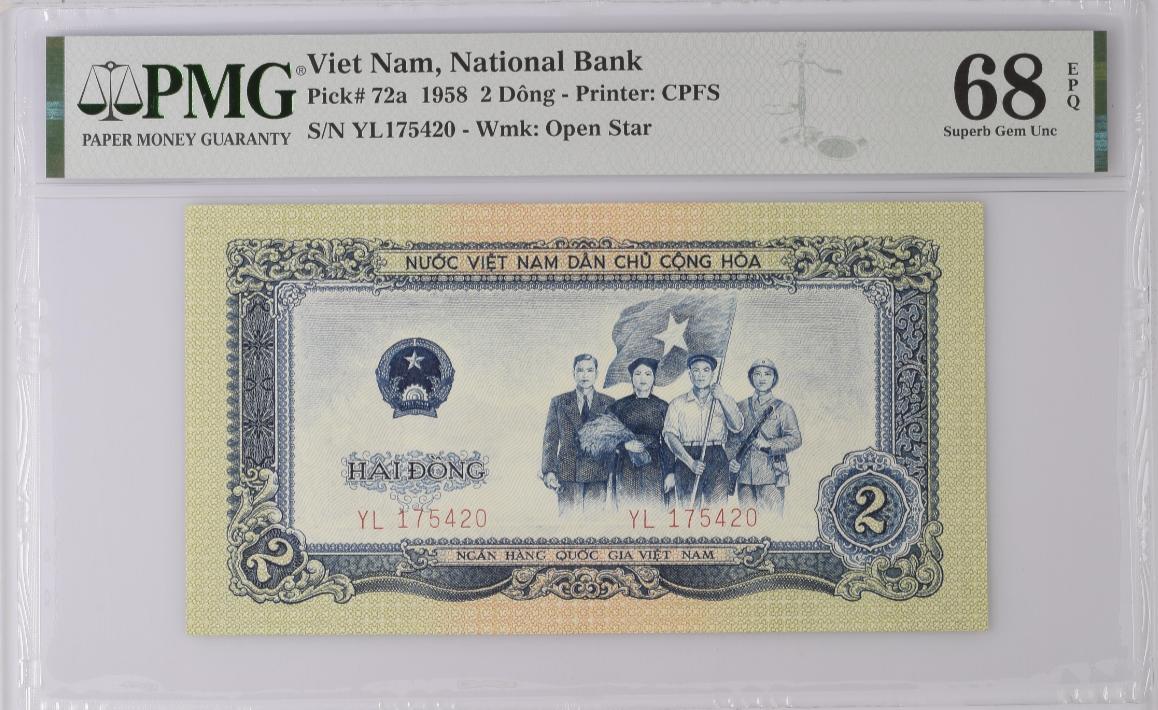 PMG®
PAPER MONEY GUARANTY
Viet Nam, National Bank
Pick# 72a 1958 2 Dông - Printer: CPFS
S/N YL175420 - Wmk: Open Star
68
EPQ
Superb Gem Unc
NƯỚC VIỆT NAM DÂN CHỦ CỘNG HÒA
HAI ĐỒNG
YL 175420 YL 175420
2
2
NGÂN HÀNG QUỐC GIA VIỆT NAM